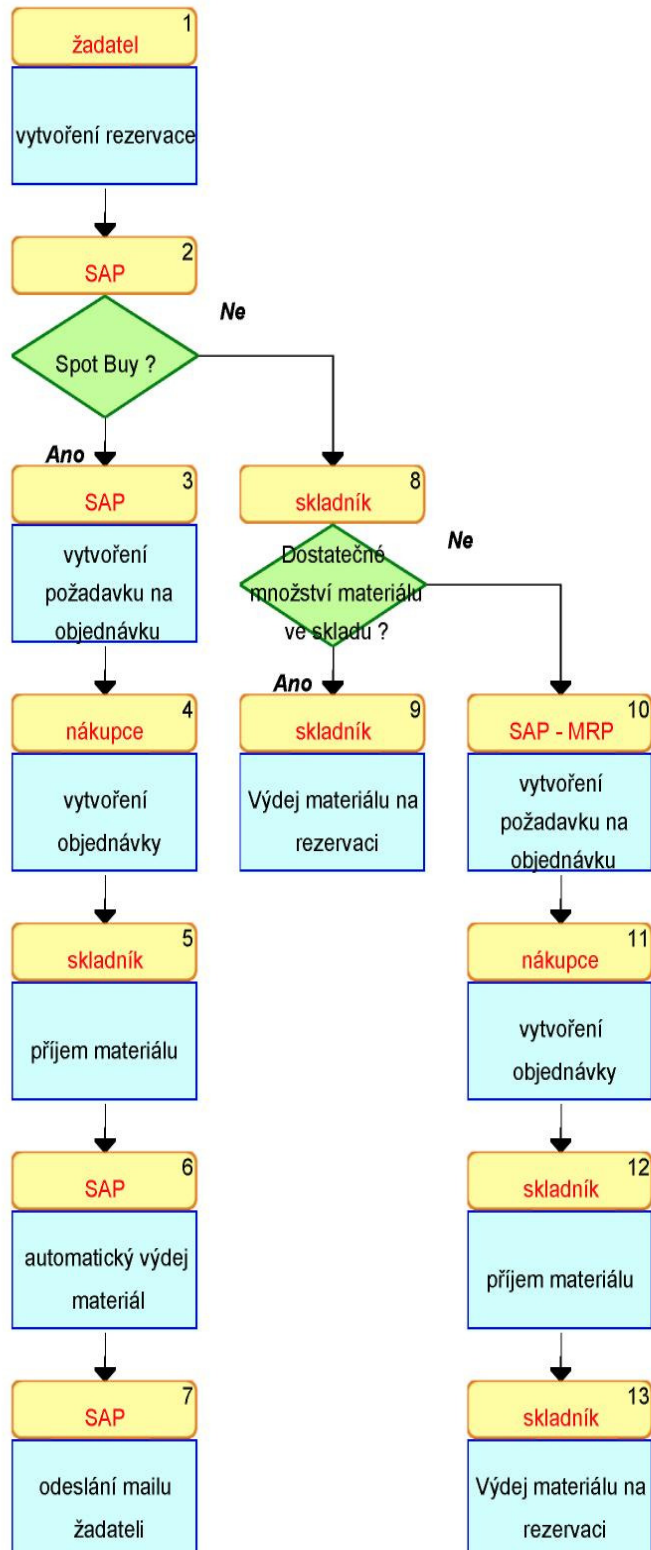 1
žadatel
vytvoření rezervace
2
SAP
Ne
Spot Buy ?
Ano
3
SAP
vytvoření
požadavku na
objednávku
8
skladník
Dostatečné
množství materiálu
ve skladu ?
Ne
Ano
4
nákupce
vytvoření
objednávky
9
skladník
Výdej materiálu na
rezervaci
10
SAP - MRP
vytvoření
požadavku na
objednávku
5
skladník
příjem materiálu
11
nákupce
vytvoření
objednávky
6
SAP
automatický výdej
materiál
12
skladník
příjem materiálu
7
SAP
odeslání mailu
žadateli
13
skladník
Výdej materiálu na
rezervaci